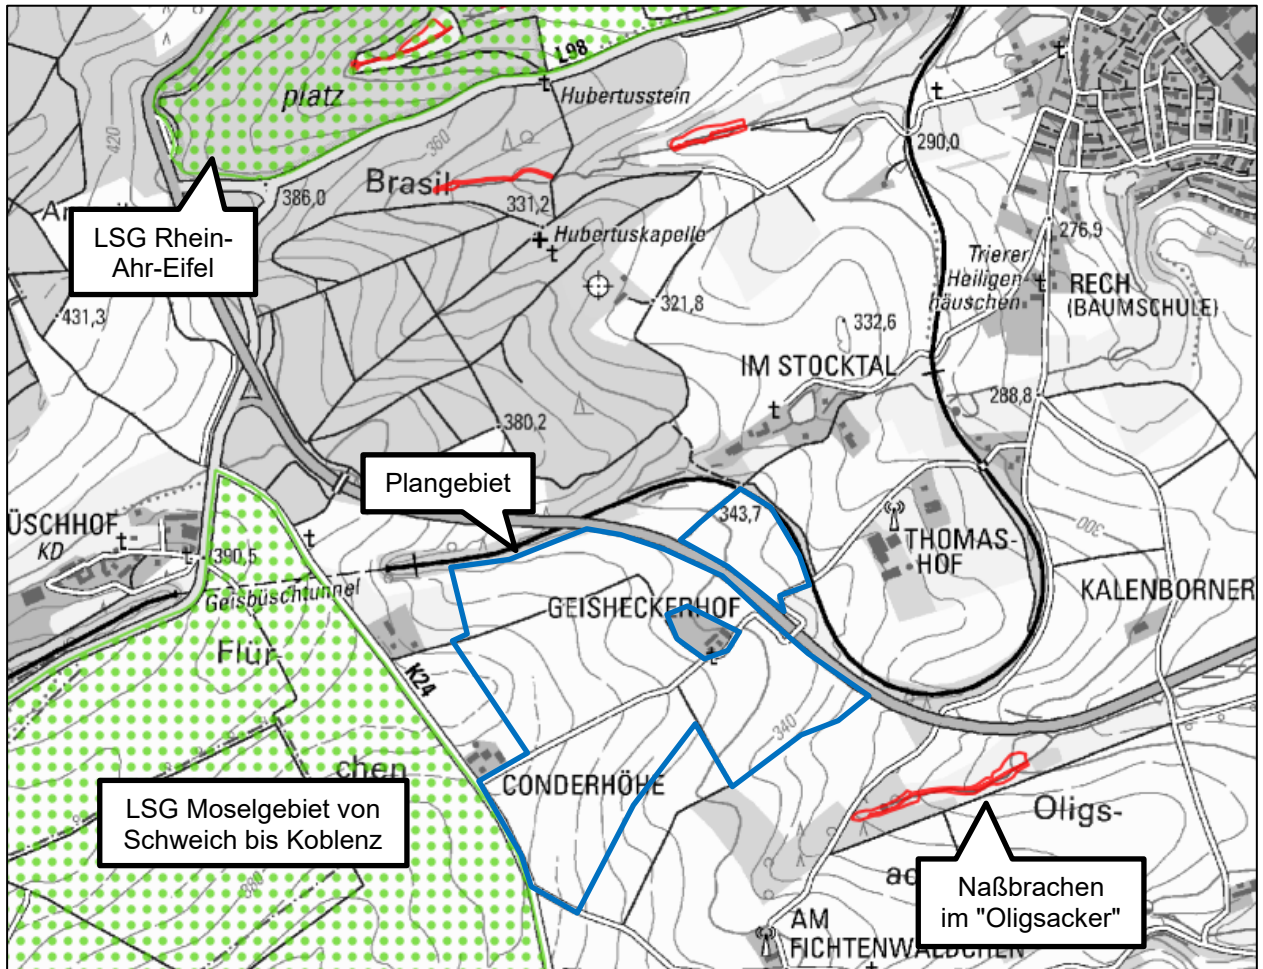 L98
platz
Hubertusstein
420
360
290,0
Brasil
386,0
331,2
Hubertuskapelle
276,9
LSG Rhein-
Ahr-Eifel
Trierer
Heiligen-
häuschen
RECH
(BAUMSCHULE)
431,3
321,8
332,6
IM STOCKTAL
288,8
380,2
Plangebiet
343,7
300
ÜSCHHOF
KD
390,5
THOMAS-
HOF
Geisbüschtunnel
GEISHECKERHOF
KALENBORNER
Flür-
K24
340
chen
CONDERHÖHE
LSG Moselgebiet von
Schweich bis Koblenz
Oligs-
380
ac
Naßbrachen
im "Oligsacker"
AM
FICHTENWÄLDCHEN